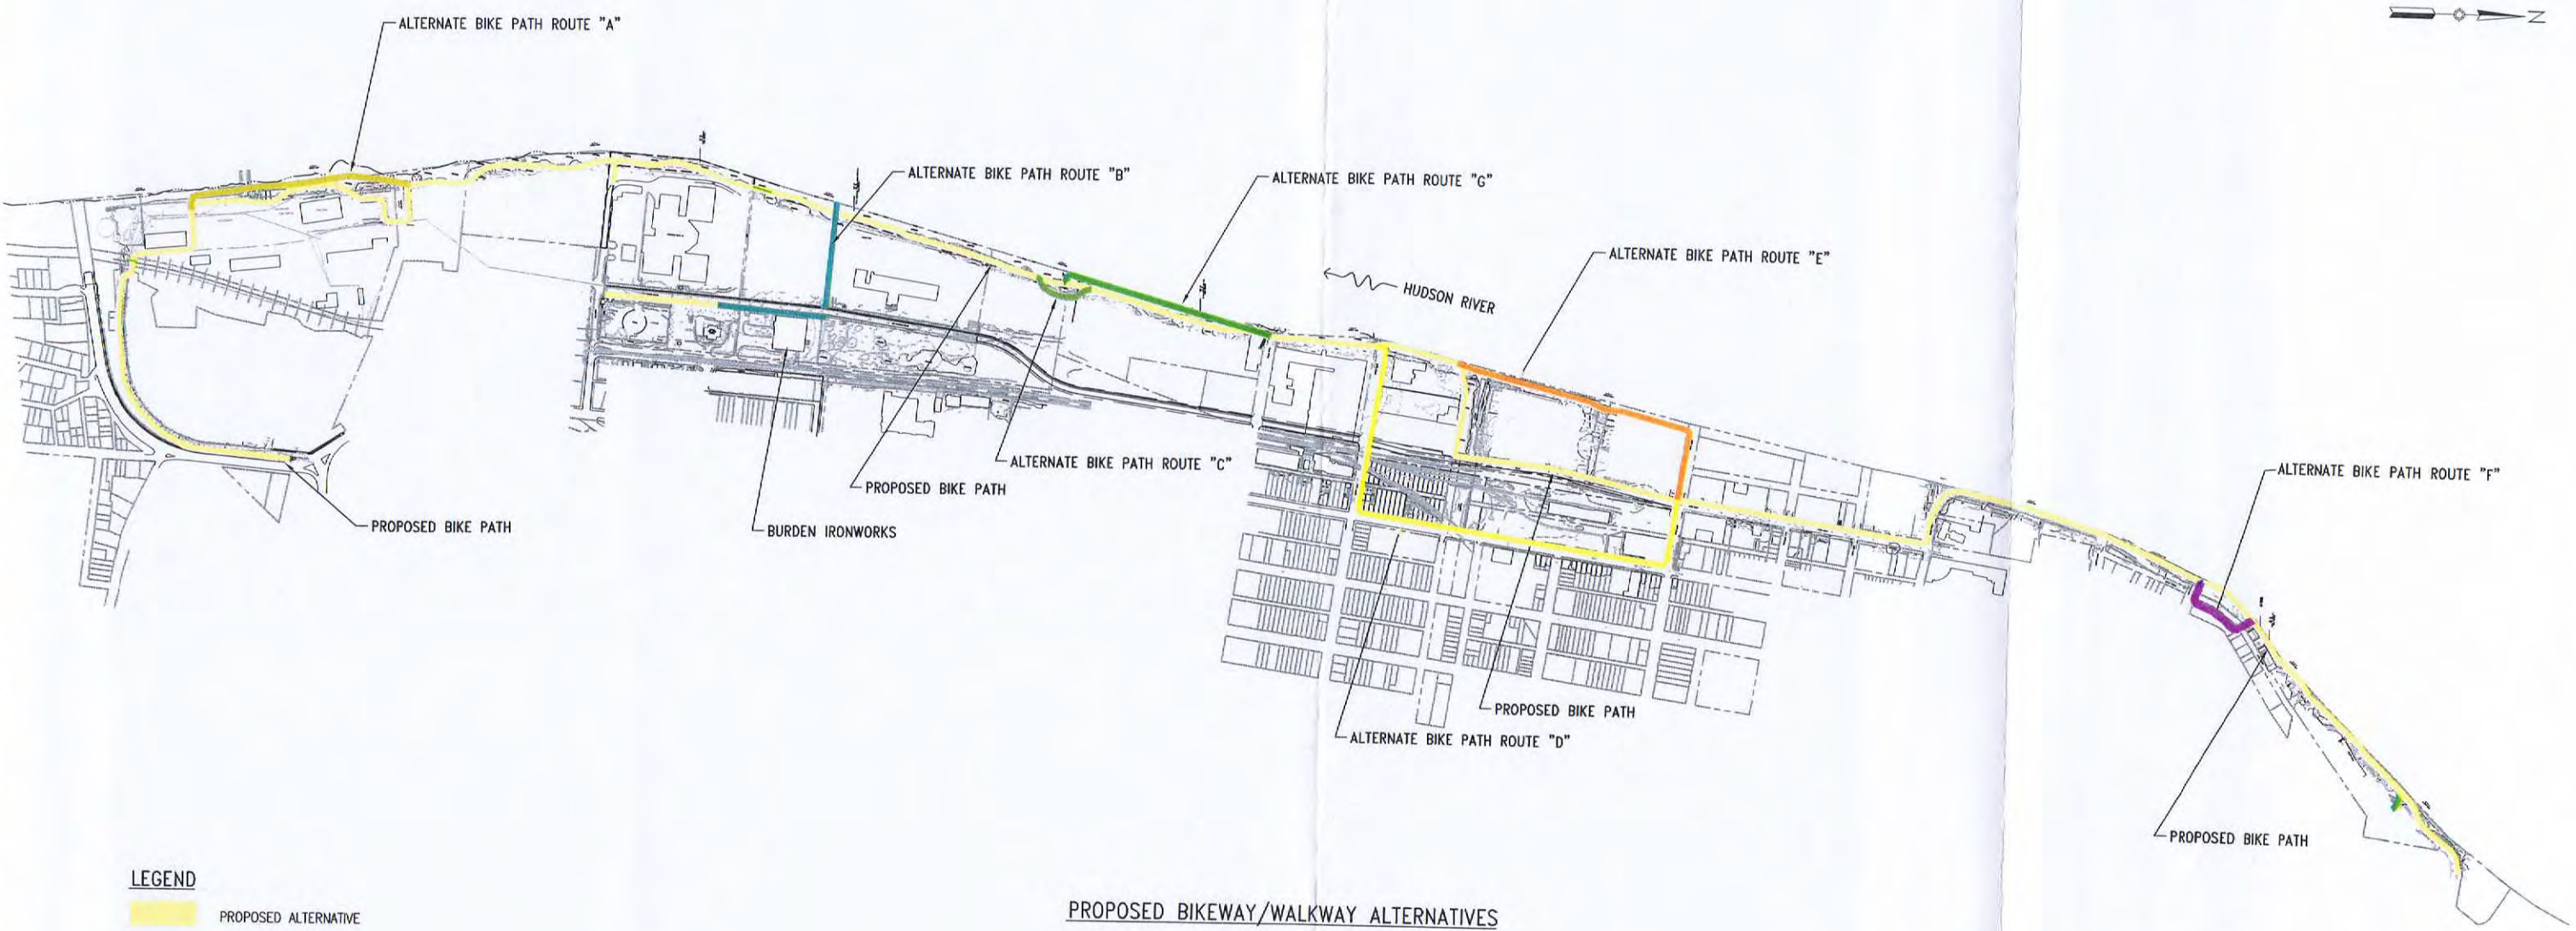 ALTERNATE BIKE PATH ROUTE "A"
N
ALTERNATE BIKE PATH ROUTE "B"
ALTERNATE BIKE PATH ROUTE "G"
ALTERNATE BIKE PATH ROUTE "E"
HUDSON RIVER
ALTERNATE BIKE PATH ROUTE "C"
ALTERNATE BIKE PATH ROUTE "F"
PROPOSED BIKE PATH
PROPOSED BIKE PATH
BURDEN IRONWORKS
PROPOSED BIKE PATH
ALTERNATE BIKE PATH ROUTE "D"
PROPOSED BIKE PATH
LEGEND
PROPOSED ALTERNATIVE
PROPOSED BIKEWAY/WALKWAY ALTERNATIVES